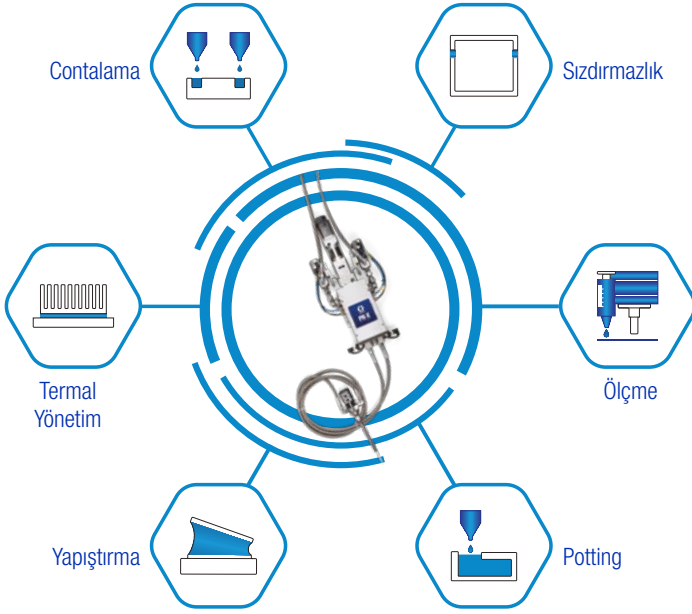 Contalama
Sızdırmazlık
Termal
Yönetim
Ölçme
Yapıştırma
Potting